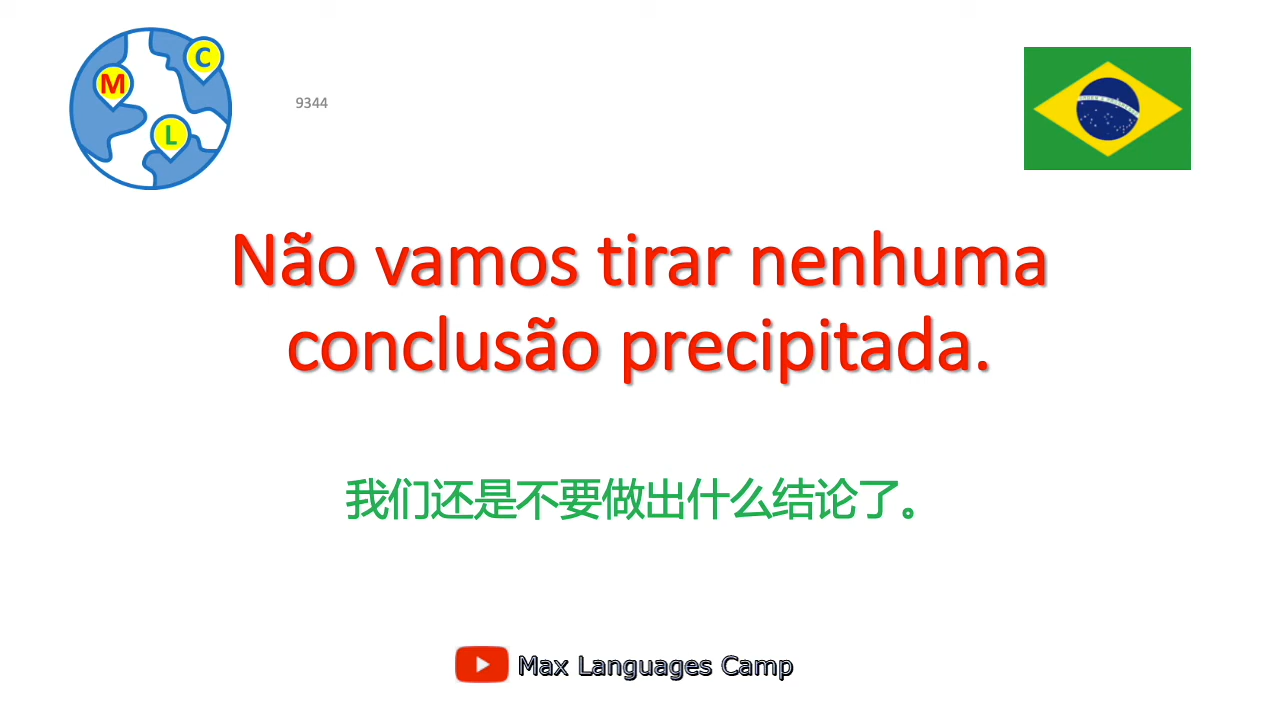 M
C
L
9344
Não vamos tirar nenhuma
conclusão precipitada.
我们还是不要做出什么结论了。
Max Languages Camp